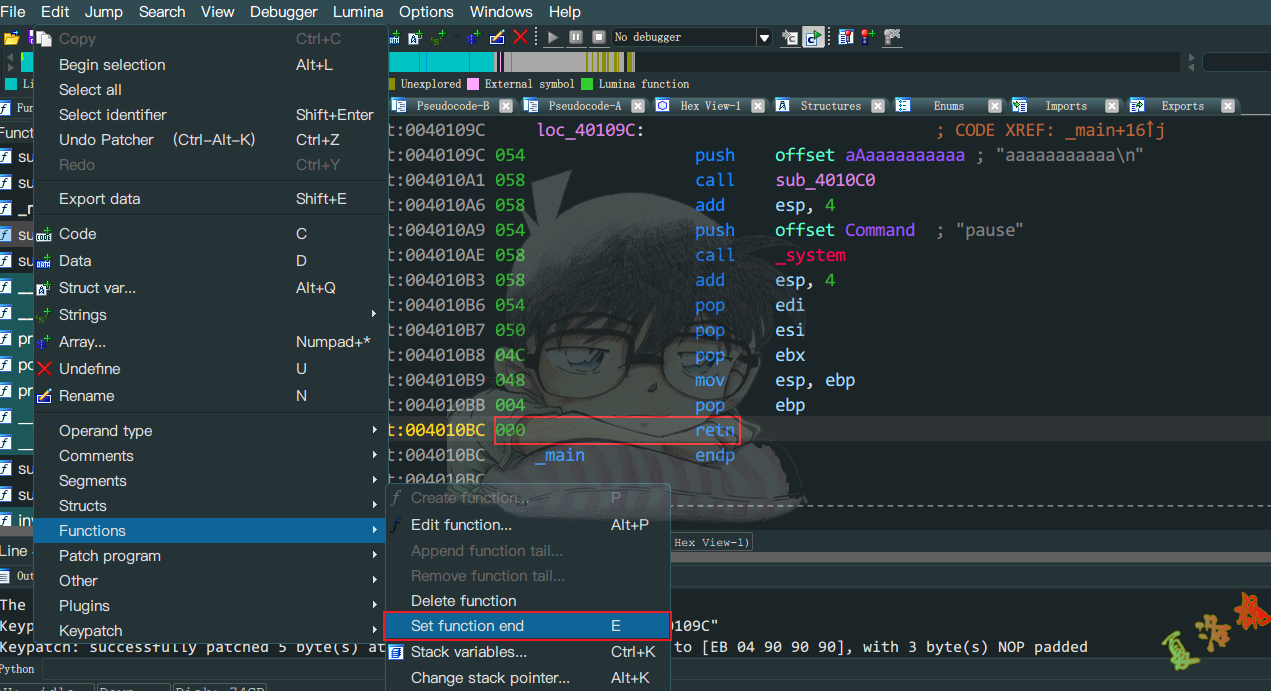 File Edit Jump Search View Debugger Lumina Options Windows Help
No debugger
Unexplored External symbol Lumina function
Pseudocode-B Pseudocode-A Hex View-1 Structures Enums Imports Exports
Copy Ctrl+C
Begin selection Alt+L
Select all
Select identifier Shift+Enter
Undo Patcher (Ctrl-Alt-K) Ctrl+Z
Redo Ctrl+Y
Export data Shift+E
Code C
Data D
Struct var... Alt+Q
Strings
Array... Numpad+*
Undefine U
Rename N
Operand type
Comments
Segments
Structs
Functions
Patch program
Other
Plugins
Keypatch
t:0040109C loc_40109C: ; CODE XREF: _main+16↑j
t:0040109C 054 push offset aAaaaaaaaaaa ; "aaaaaaaaaaa\n"
t:004010A1 058 call sub_4010C0
t:004010A6 058 add esp, 4
t:004010A9 054 push offset Command ; "pause"
t:004010AE 058 call _system
t:004010B3 058 add esp, 4
t:004010B6 054 pop edi
t:004010B7 050 pop esi
t:004010B8 04C pop ebx
t:004010B9 048 mov esp, ebp
t:004010BB 004 pop ebp
t:004010BC 000 retn
t:004010BC _main endp
t:004010BC
Create function... P
Edit function... Alt+P
Append function tail...
Remove function tail...
Delete function
Set function end E
Stack variables... Ctrl+K
Change stack pointer... Alt+K
Hex View-1)
Line
The
Keyp 0109C"
Keypatch: successfully patched 5 byte(s) at to [EB 04 90 90 90], with 3 byte(s) NOP padded
Python
夏洛魂